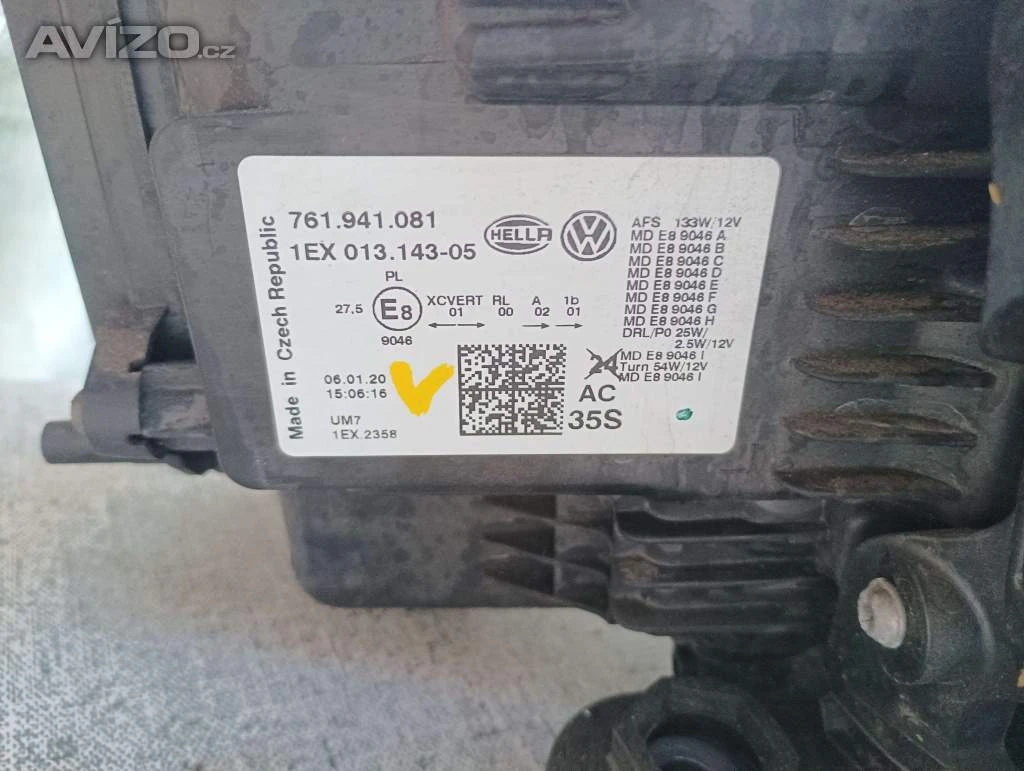 AVÍZO.cz
Made in Czech Republic
761.941.081
1EX 013.143-05
HELLA
VW
PL
27,5
E8
9046
XCVERT RL A 1b
01 00 02 01
06.01.20
15:06:16
UM7
1EX.2358
AFS 133W/12V
MD E8 9046 A
MD E8 9046 B
MD E8 9046 C
MD E8 9046 D
MD E8 9046 E
MD E8 9046 F
MD E8 9046 G
MD E8 9046 H
DRL/PO 25W/
2.5W/12V
MD E8 9046 I
Turn 54W/12V
MD E8 9046 I
24
AC
35S